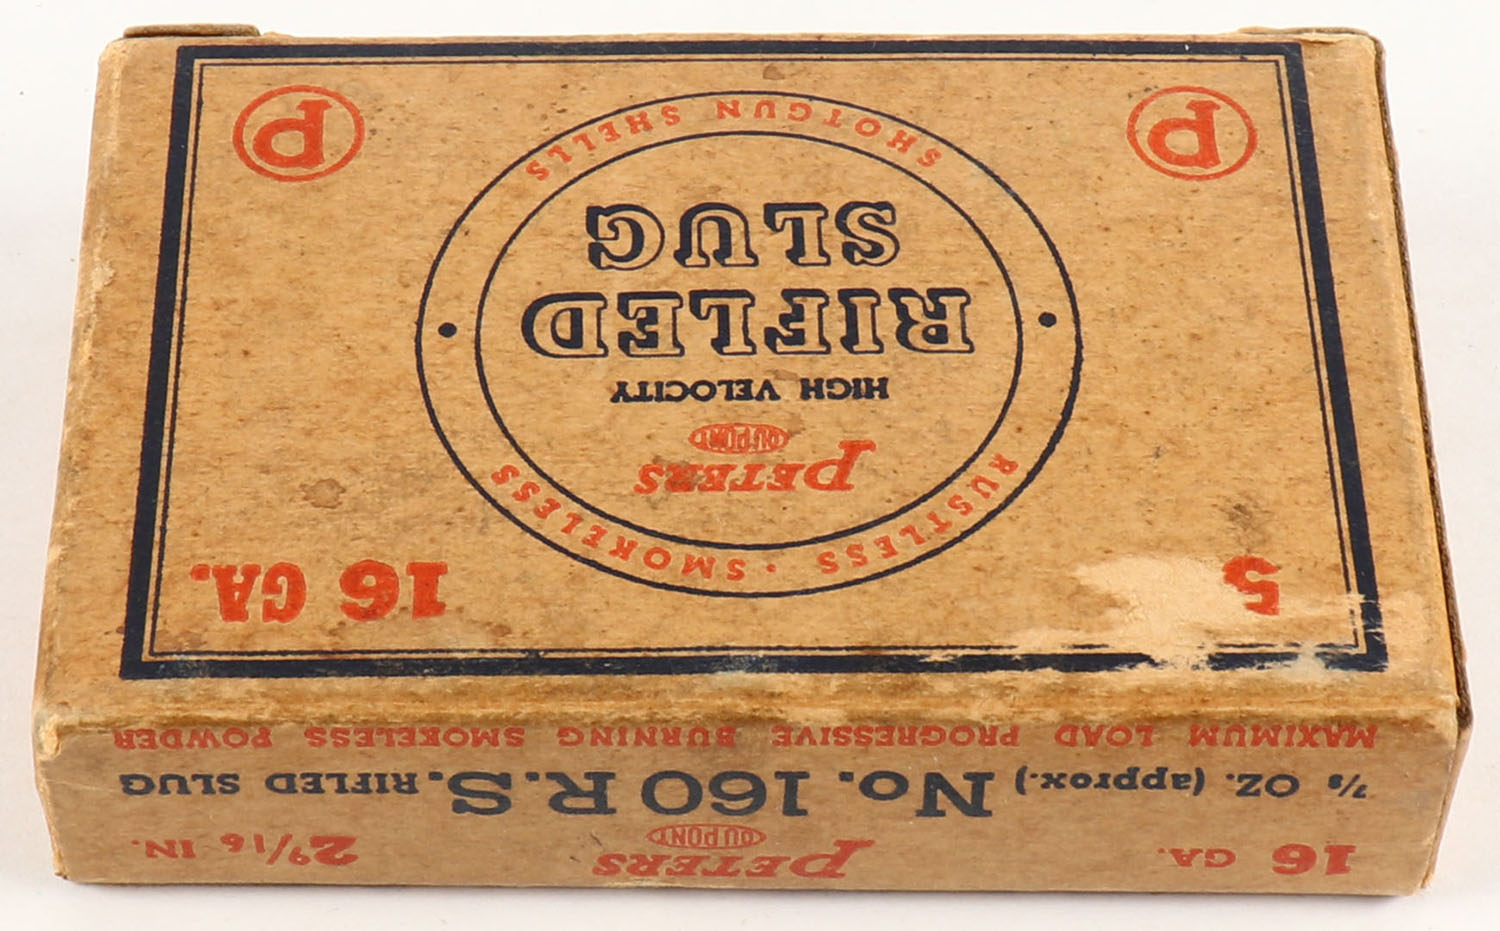 16 GA. PETERS 2 9/16 IN.
DU PONT
7/8 OZ. (approx.) No. 160 R.S. RIFLED SLUG
MAXIMUM LOAD PROGRESSIVE BURNING SMOKELESS POWDER
5 16 GA.
RUSTLESS · SMOKELESS
PETERS
DU PONT
HIGH VELOCITY
RIFLED
SLUG
SHOTGUN SHELLS
P P